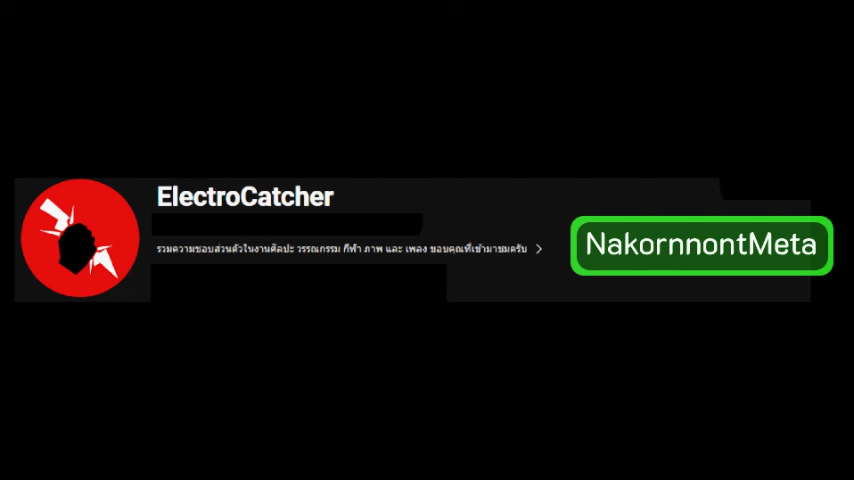 ElectroCatcher
รวมความชอบส่วนตัวในงานศิลปะ วรรณกรรม กีฬา ภาพ และ เพลง ขอบคุณที่เข้ามาชมครับ
NakornnontMeta